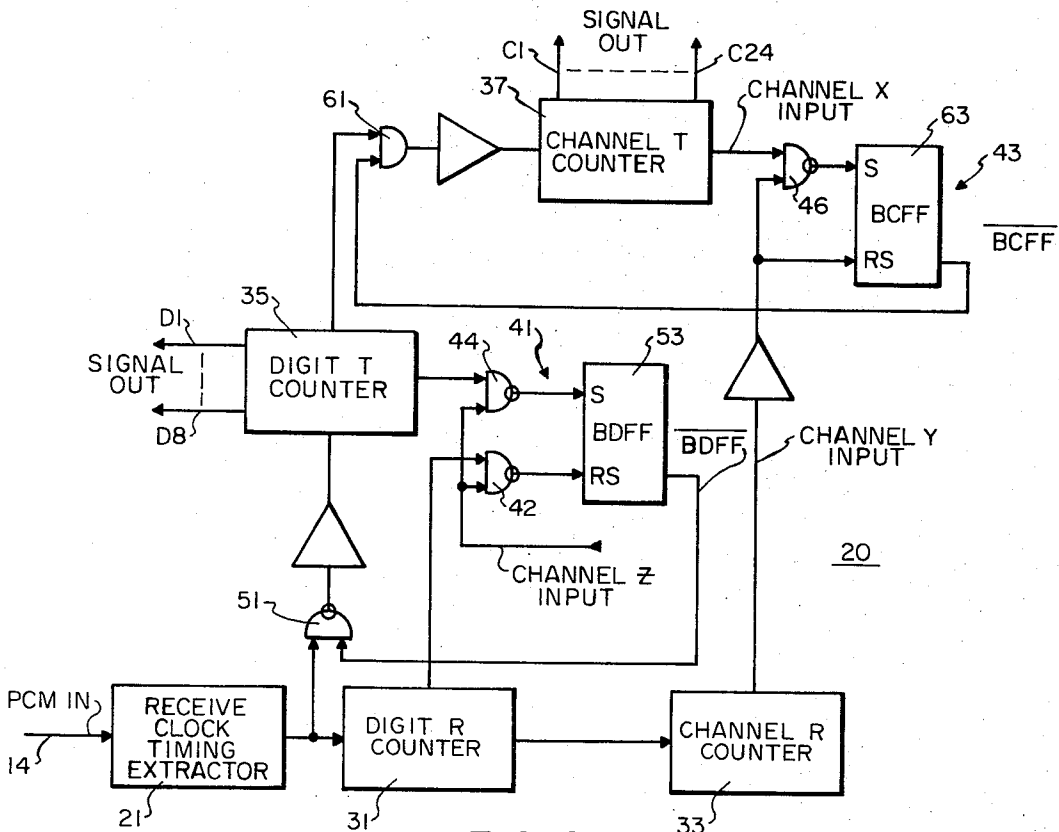 SIGNAL
OUT
C1
C24
37
CHANNEL T
COUNTER
CHANNEL X
INPUT
61
46
63
S
BCFF
RS
43
BCFF
35
D1
SIGNAL
OUT
D8
DIGIT T
COUNTER
44
41
42
53
S
BDFF
RS
BDFF
CHANNEL Y
INPUT
CHANNEL Z
INPUT
20
51
PCM IN
14
RECEIVE
CLOCK
TIMING
EXTRACTOR
21
DIGIT R
COUNTER
31
CHANNEL R
COUNTER
33